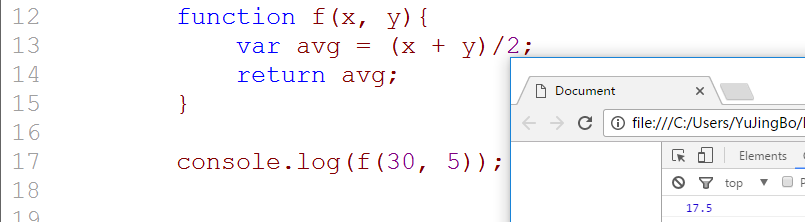 12 function f(x, y){
13 var avg = (x + y)/2;
14 return avg;
15 }
16
17 console.log(f(30, 5));
18
19
Document
file:///C:/Users/YuJingBo/
Elements
top
17.5